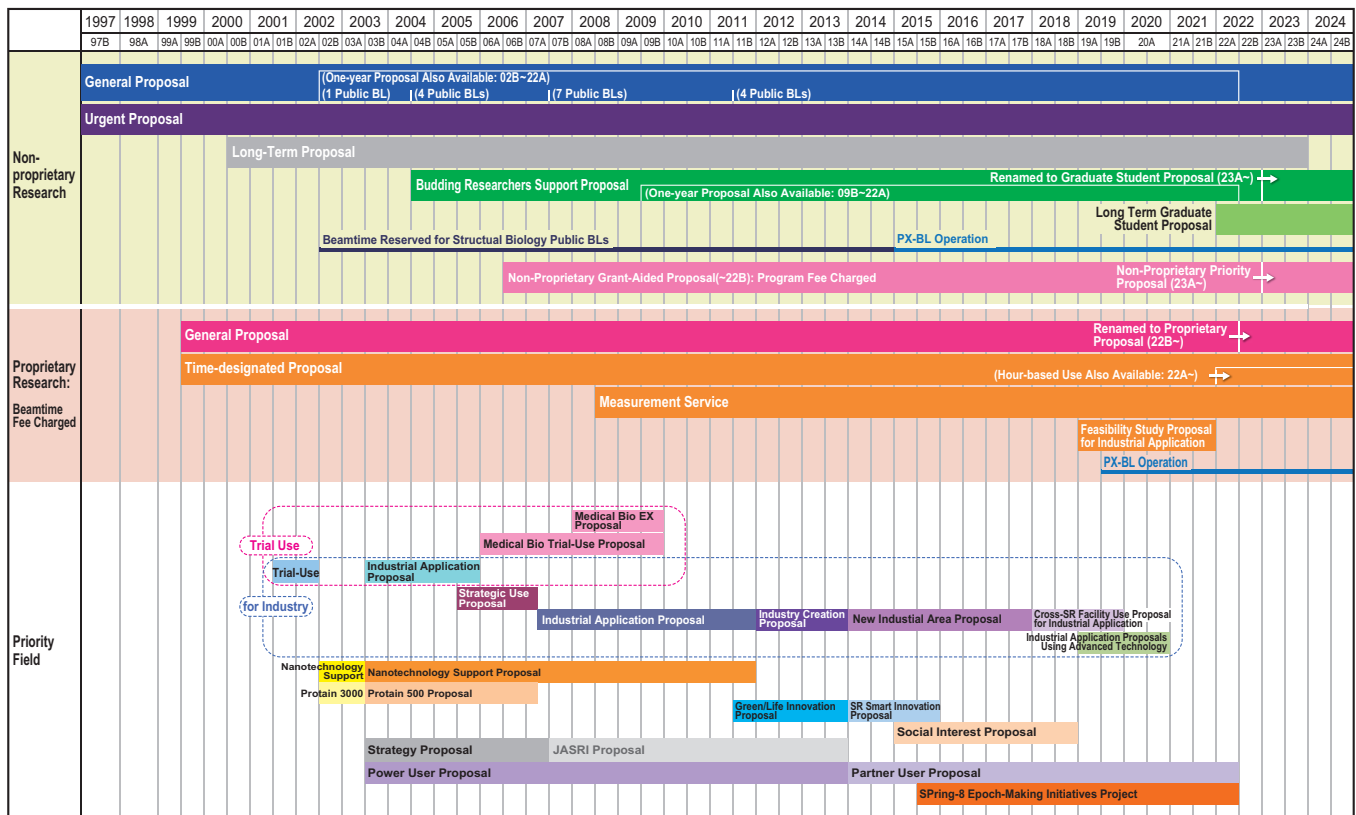 1997 1998 1999 2000 2001 2002 2003 2004 2005 2006 2007 2008 2009 2010 2011 2012 2013 2014 2015 2016 2017 2018 2019 2020 2021 2022 2023 2024
97B 98A 99A 99B 00A 00B 01A 01B 02A 02B 03A 03B 04A 04B 05A 05B 06A 06B 07A 07B 08A 08B 09A 09B 10A 10B 11A 11B 12A 12B 13A 13B 14A 14B 15A 15B 16A 16B 17A 17B 18A 18B 19A 19B 20A 21A 21B 22A 22B 23A 23B 24A 24B
Non-
proprietary
Research
General Proposal
(One-year Proposal Also Available: 02B~22A)
(1 Public BL) (4 Public BLs) (7 Public BLs) (4 Public BLs)
Urgent Proposal
Long-Term Proposal
Budding Researchers Support Proposal
Renamed to Graduate Student Proposal (23A~)
(One-year Proposal Also Available: 09B~22A)
Long Term Graduate
Student Proposal
Beamtime Reserved for Structual Biology Public BLs
PX-BL Operation
Non-Proprietary Grant-Aided Proposal(~22B): Program Fee Charged
Non-Proprietary Priority
Proposal (23A~)
Proprietary
Research:
Beamtime
Fee Charged
General Proposal
Renamed to Proprietary
Proposal (22B~)
Time-designated Proposal
(Hour-based Use Also Available: 22A~)
Measurement Service
Feasibility Study Proposal
for Industrial Application
PX-BL Operation
Priority
Field
Medical Bio EX
Proposal
Trial Use
Medical Bio Trial-Use Proposal
Trial-Use
Industrial Application
Proposal
for Industry
Strategic Use
Proposal
Industrial Application Proposal
Industry Creation
Proposal
New Industial Area Proposal
Cross-SR Facility Use Proposal
for Industrial Application
Industrial Application Proposals
Using Advanced Technology
Nanotechnology
Support
Nanotechnology Support Proposal
Protain 3000
Protain 500 Proposal
Green/Life Innovation
Proposal
SR Smart Innovation
Proposal
Social Interest Proposal
Strategy Proposal
JASRI Proposal
Power User Proposal
Partner User Proposal
SPring-8 Epoch-Making Initiatives Project